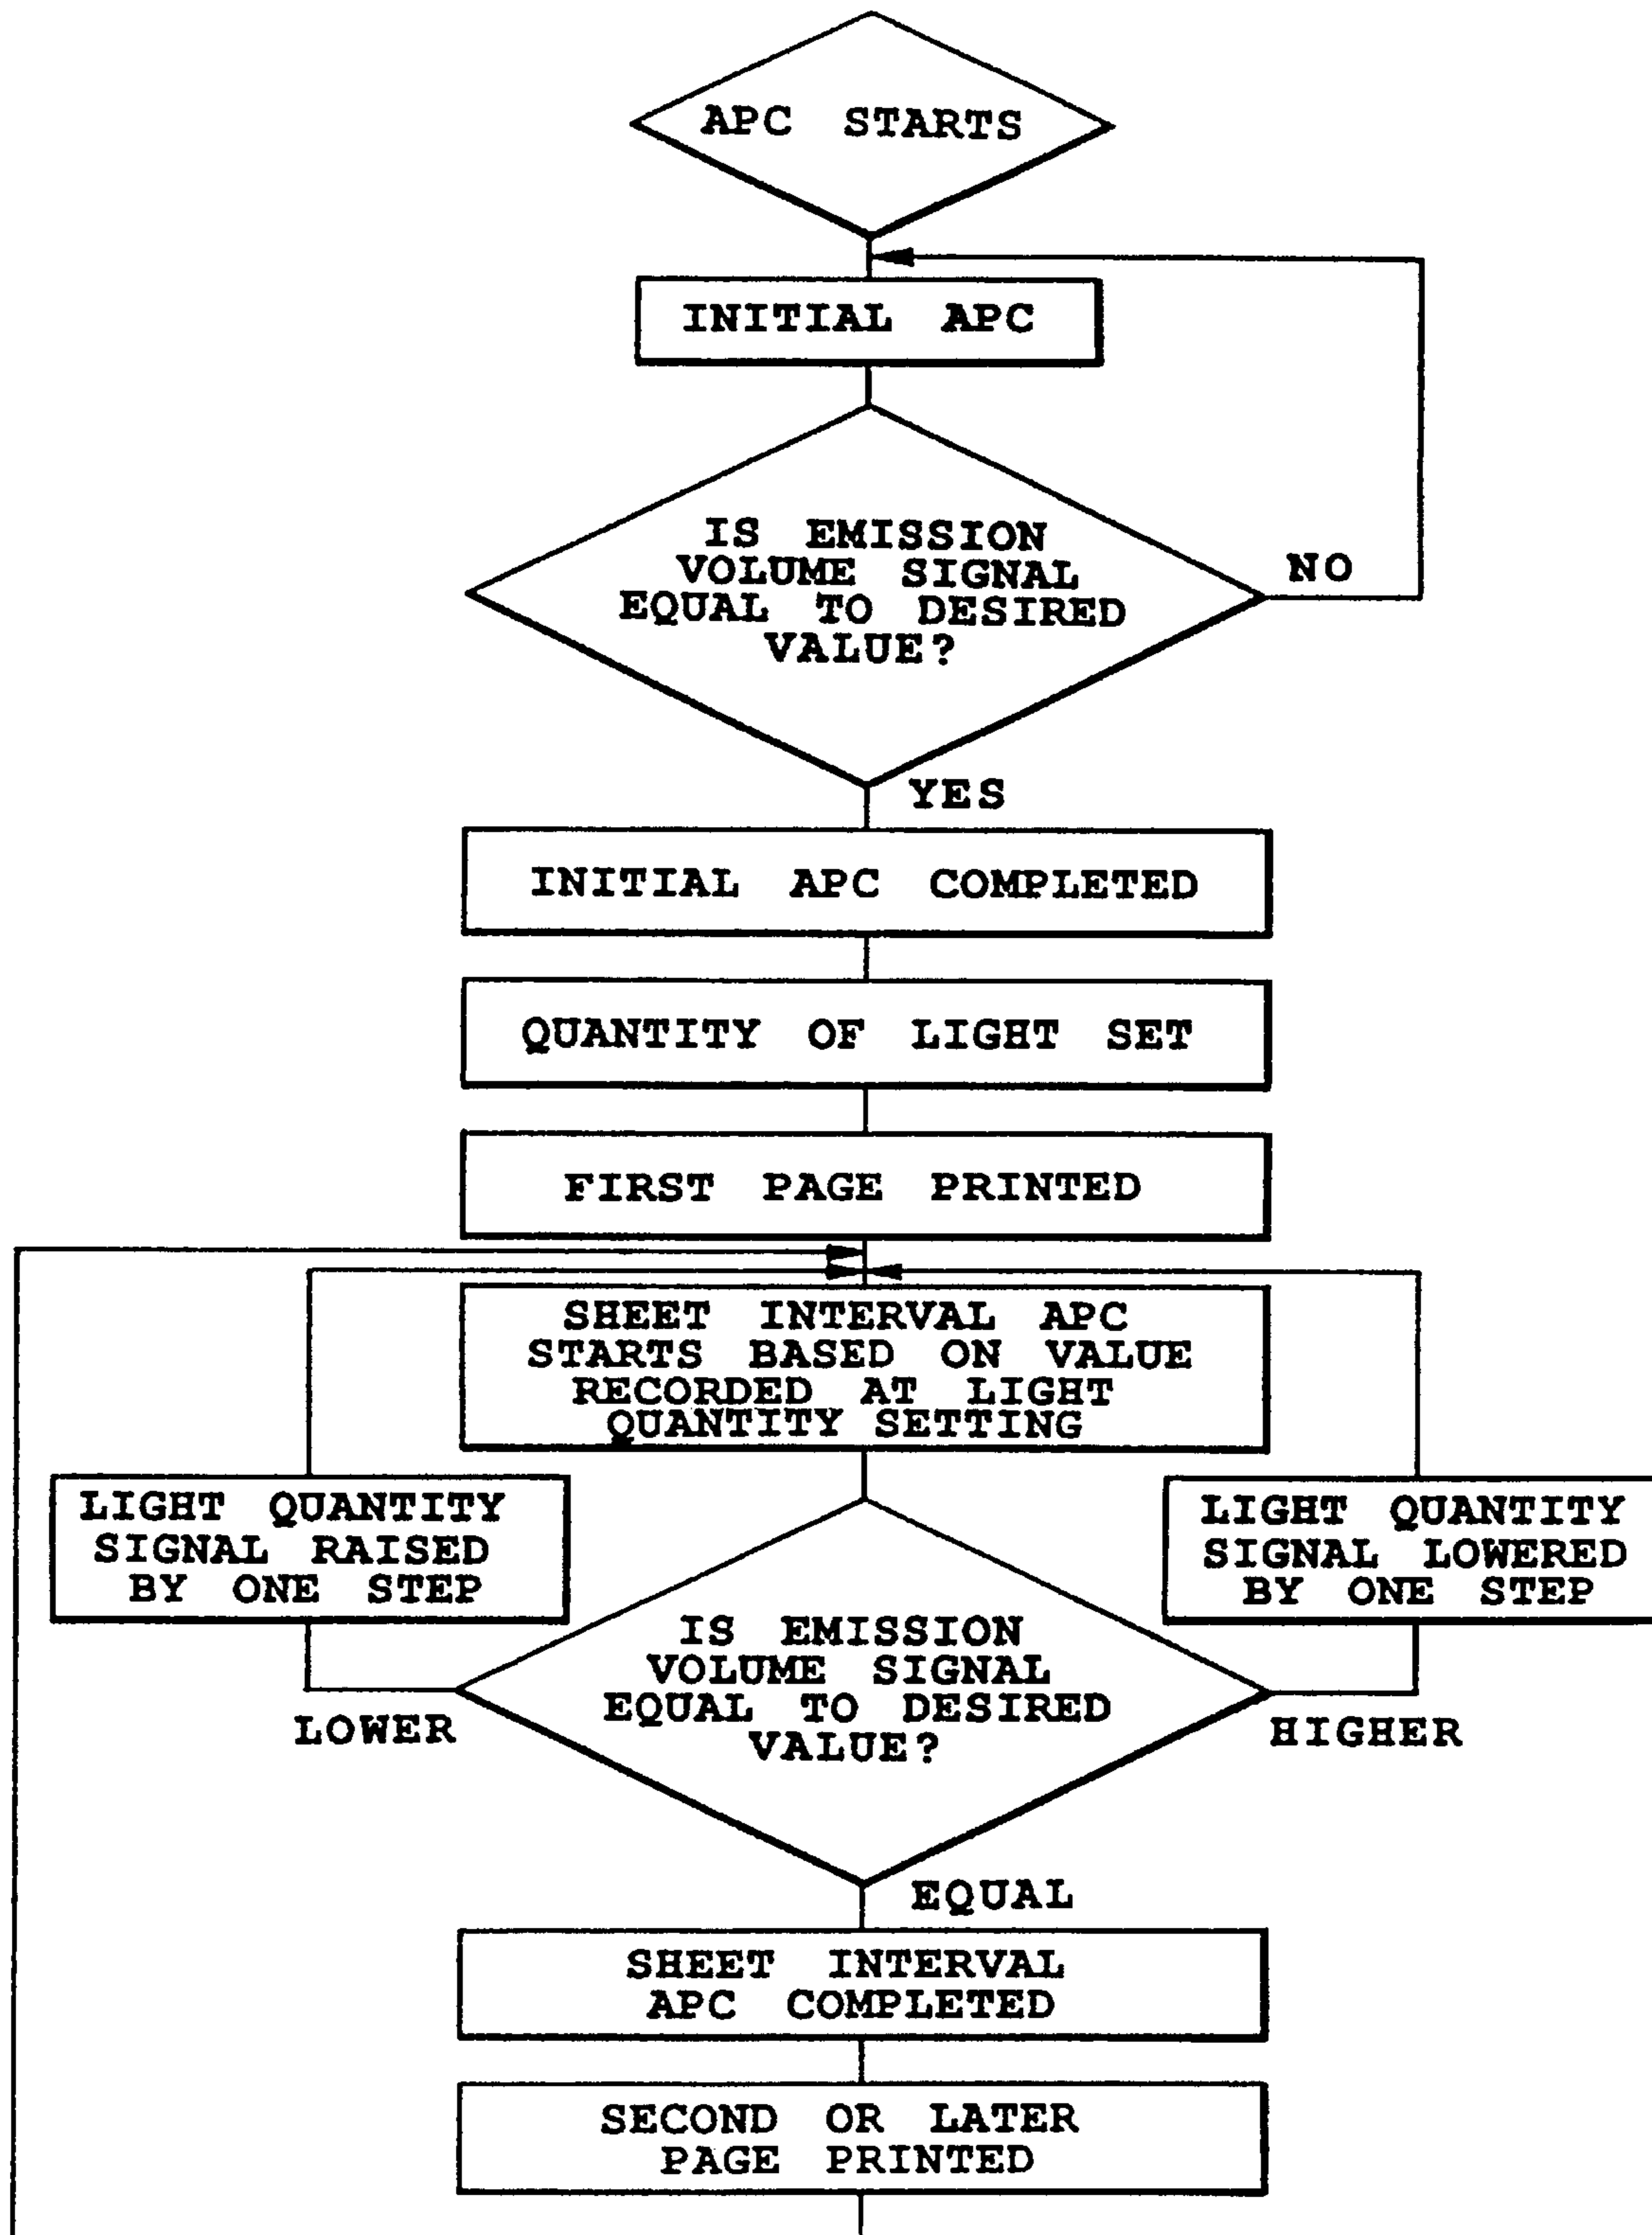 APC STARTS
INITIAL APC
IS EMISSION
VOLUME SIGNAL
EQUAL TO DESIRED
VALUE?
NO
YES
INITIAL APC COMPLETED
QUANTITY OF LIGHT SET
FIRST PAGE PRINTED
SHEET INTERVAL APC
STARTS BASED ON VALUE
RECORDED AT LIGHT
QUANTITY SETTING
LIGHT QUANTITY
SIGNAL RAISED
BY ONE STEP
LIGHT QUANTITY
SIGNAL LOWERED
BY ONE STEP
IS EMISSION
VOLUME SIGNAL
EQUAL TO DESIRED
VALUE?
LOWER
HIGHER
EQUAL
SHEET INTERVAL
APC COMPLETED
SECOND OR LATER
PAGE PRINTED